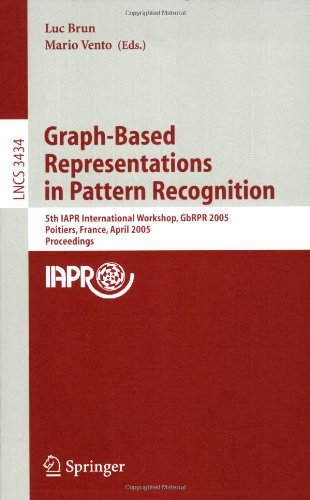 Luc Brun
Mario Vento (Eds.)
LNCS 3434
Graph-Based
Representations
in Pattern Recognition
5th IAPR International Workshop, GbRPR 2005
Poitiers, France, April 2005
Proceedings
IAPR
Springer